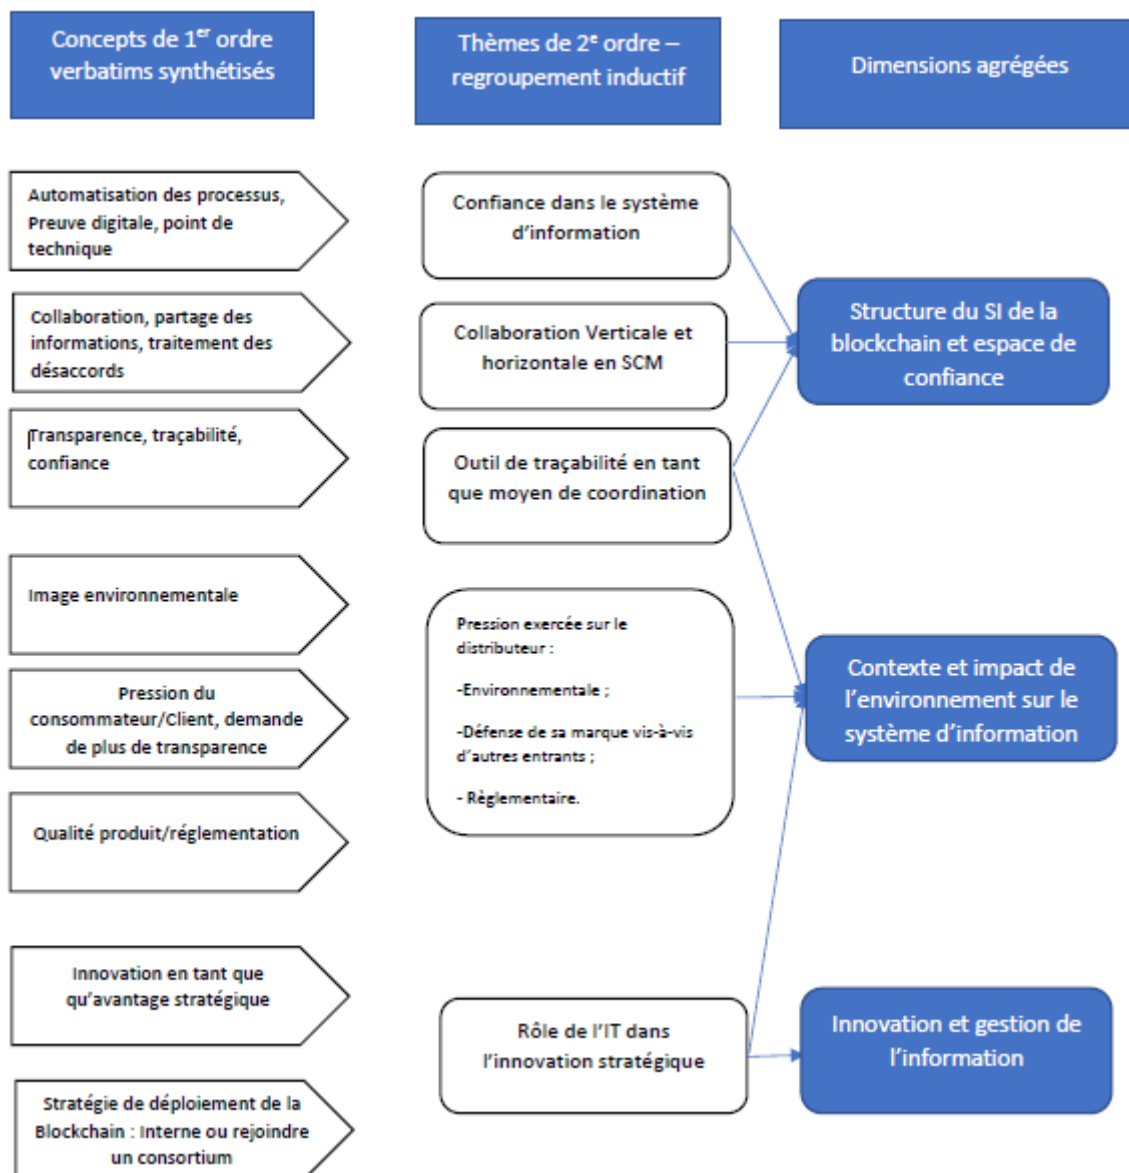 Concepts de 1er ordre
verbatims synthétisés
Thèmes de 2e ordre –
regroupement inductif
Dimensions agrégées
Automatisation des processus,
Preuve digitale, point de
technique
Confiance dans le système
d'information
Collaboration, partage des
informations, traitement des
désaccords
Collaboration Verticale et
horizontale en SCM
Structure du SI de la
blockchain et espace de
confiance
Transparence, traçabilité,
confiance
Outil de traçabilité en tant
que moyen de coordination
Image environnementale
Pression exercée sur le
distributeur :
-Environnementale ;
-Défense de sa marque vis-à-vis
d'autres entrants ;
- Règlementaire.
Pression du
consommateur/Client, demande
de plus de transparence
Contexte et impact de
l'environnement sur le
système d'information
Qualité produit/réglementation
Innovation en tant que
qu'avantage stratégique
Rôle de l'IT dans
l'innovation stratégique
Innovation et gestion de
l'information
Stratégie de déploiement de la
Blockchain : Interne ou rejoindre
un consortium